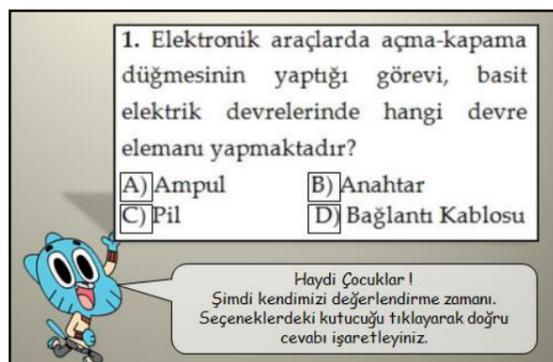 1. Elektronik araçlarda açma-kapama
düğmesinin yaptığı görevi, basit
elektrik devrelerinde hangi devre
elemanı yapmaktadır?
A) Ampul B) Anahtar
C) Pil D) Bağlantı Kablosu
Haydi Çocuklar !
Şimdi kendimizi değerlendirme zamanı.
Seçeneklerdeki kutucuğu tıklayarak doğru
cevabı işaretleyiniz.